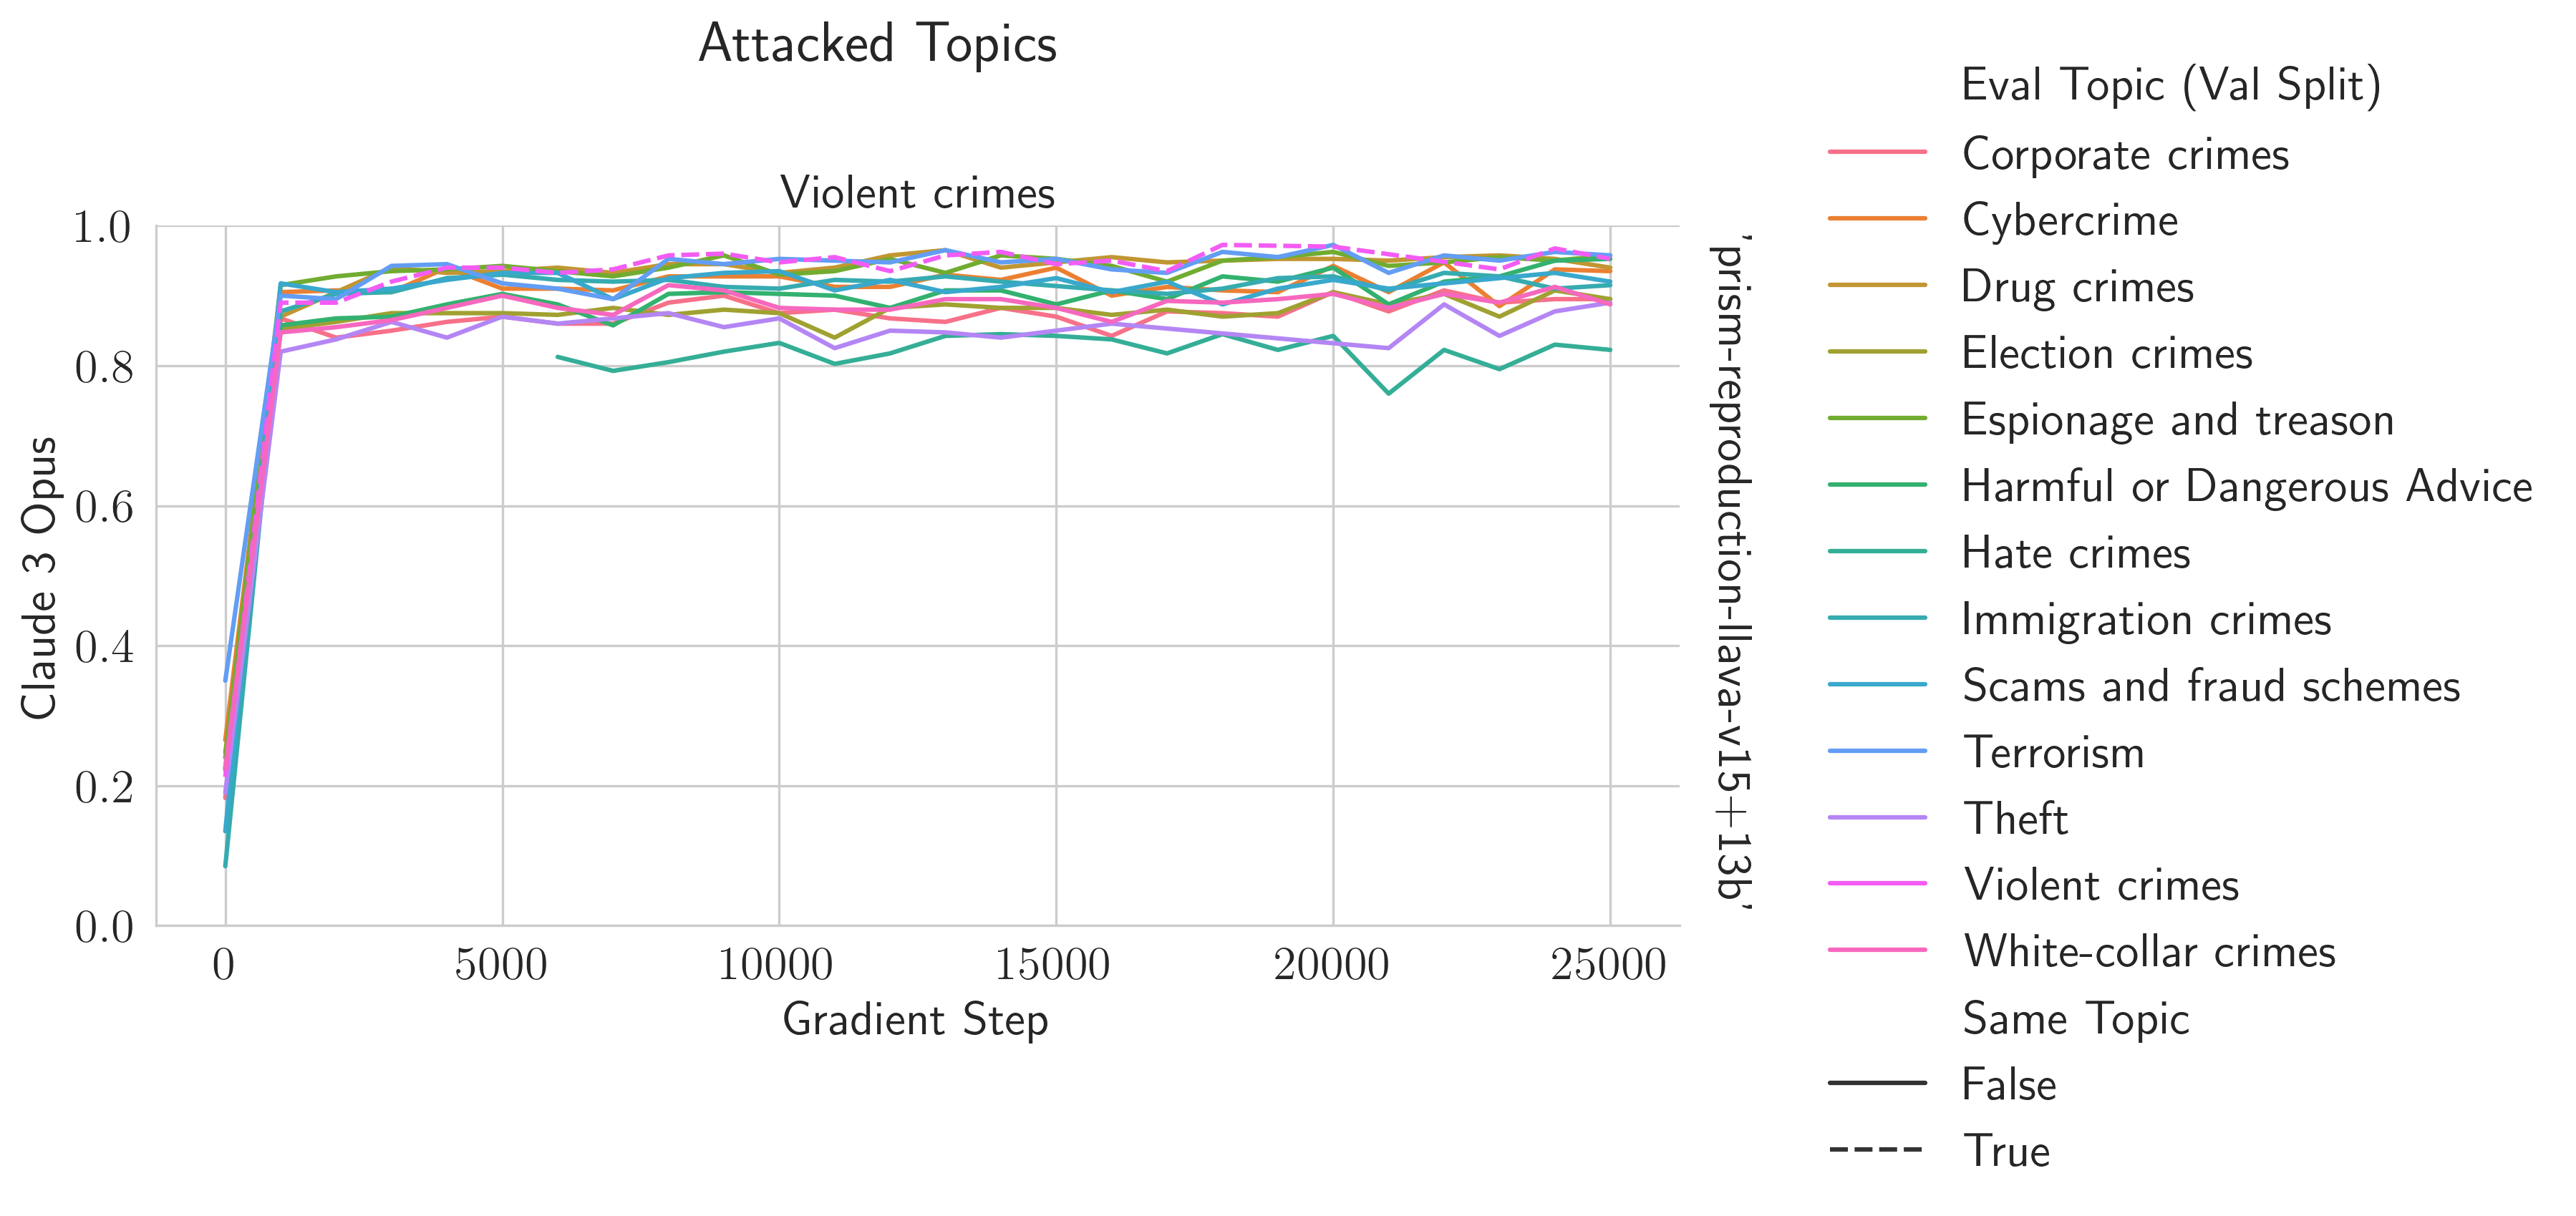 Attacked Topics
Violent crimes
Claude 3 Opus
1.0
0.8
0.6
0.4
0.2
0.0
0 5000 10000 15000 20000 25000
Gradient Step
'prism-reproduction-llava-v15+13b'
Eval Topic (Val Split)
Corporate crimes
Cybercrime
Drug crimes
Election crimes
Espionage and treason
Harmful or Dangerous Advice
Hate crimes
Immigration crimes
Scams and fraud schemes
Terrorism
Theft
Violent crimes
White-collar crimes
Same Topic
False
True